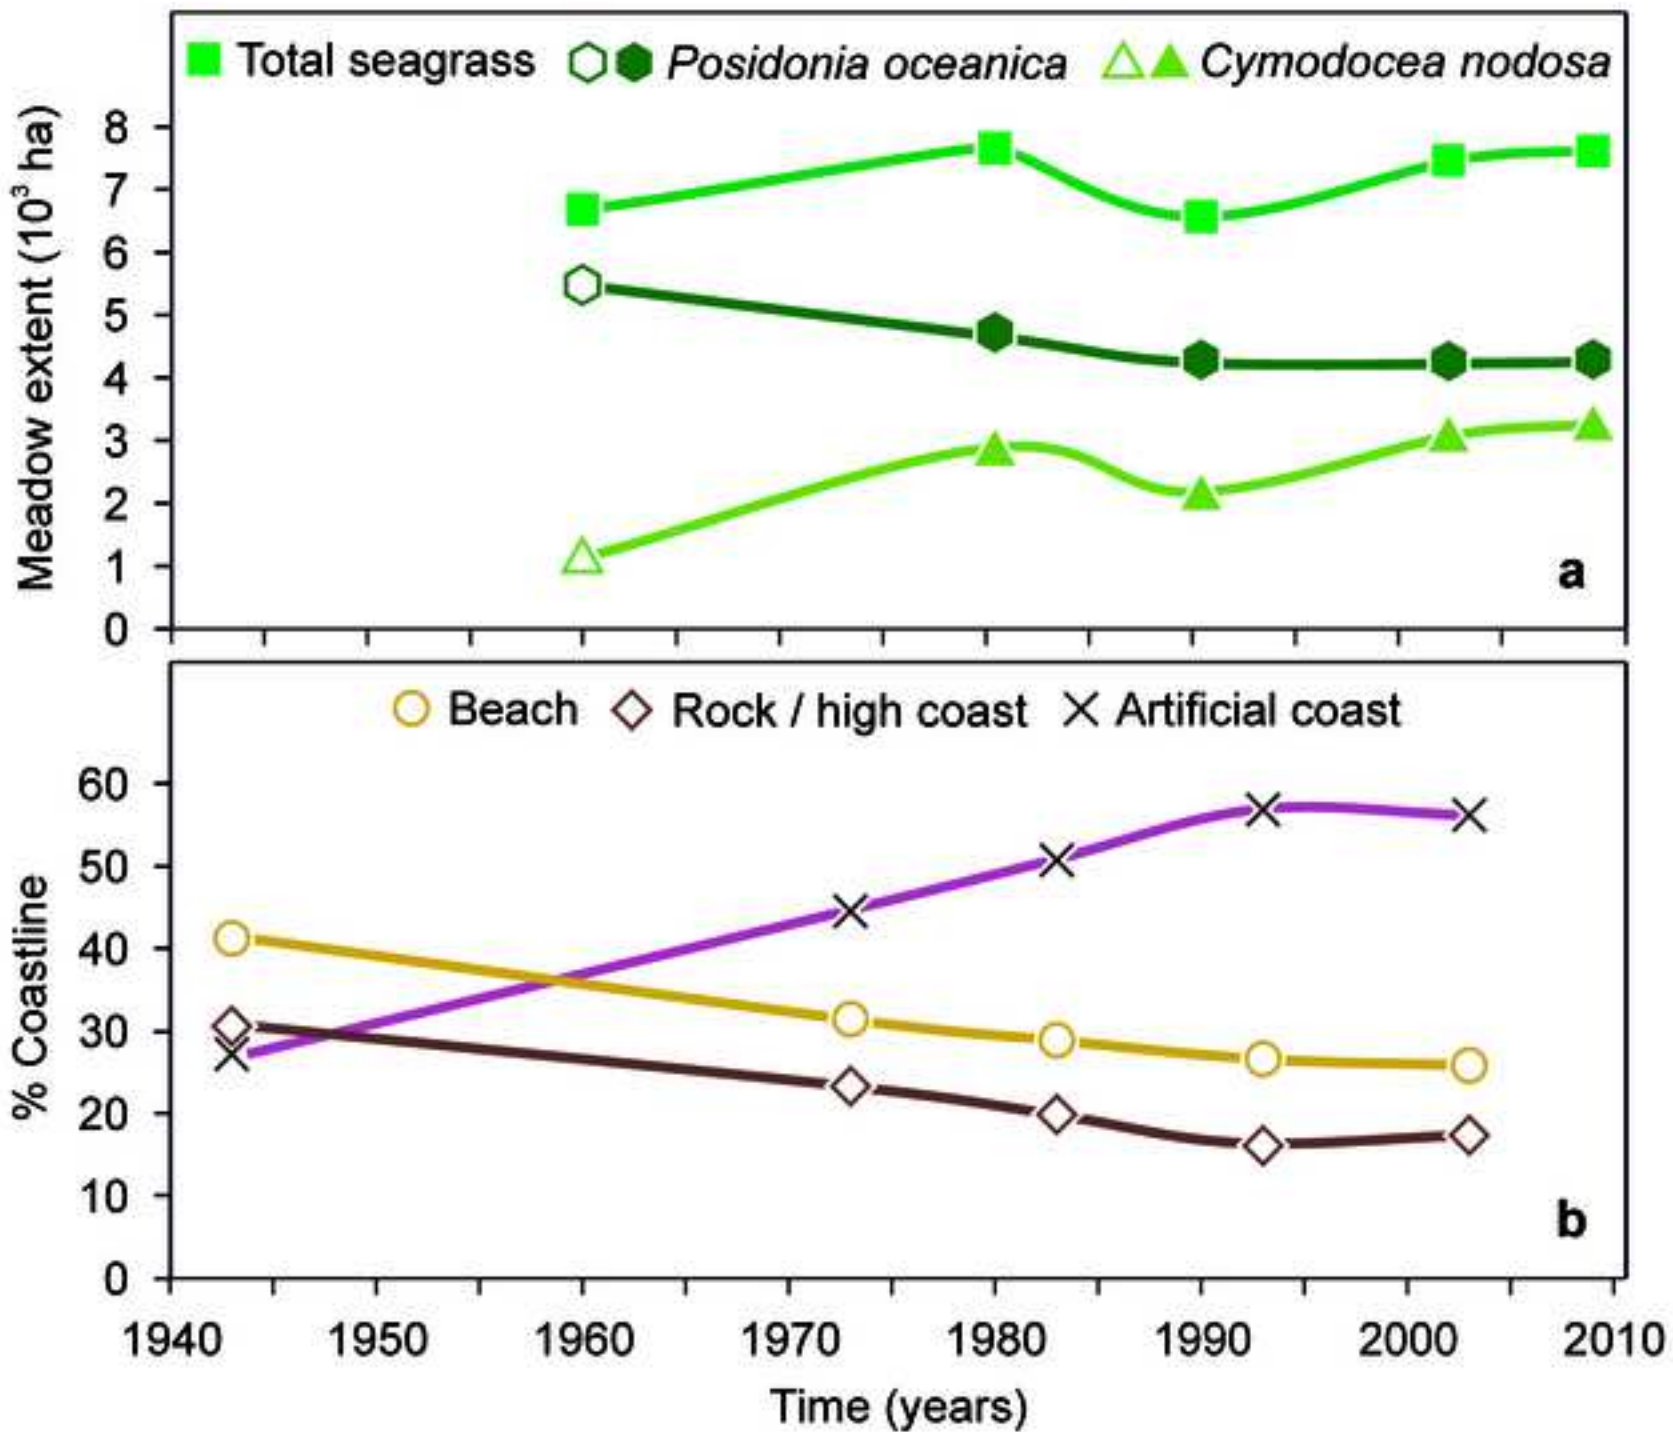 Total seagrass Posidonia oceanica Cymodocea nodosa
Meadow extent (10³ ha)
8
7
6
5
4
3
2
1
0
a
Beach Rock / high coast Artificial coast
% Coastline
60
50
40
30
20
10
0
b
1940 1950 1960 1970 1980 1990 2000 2010
Time (years)